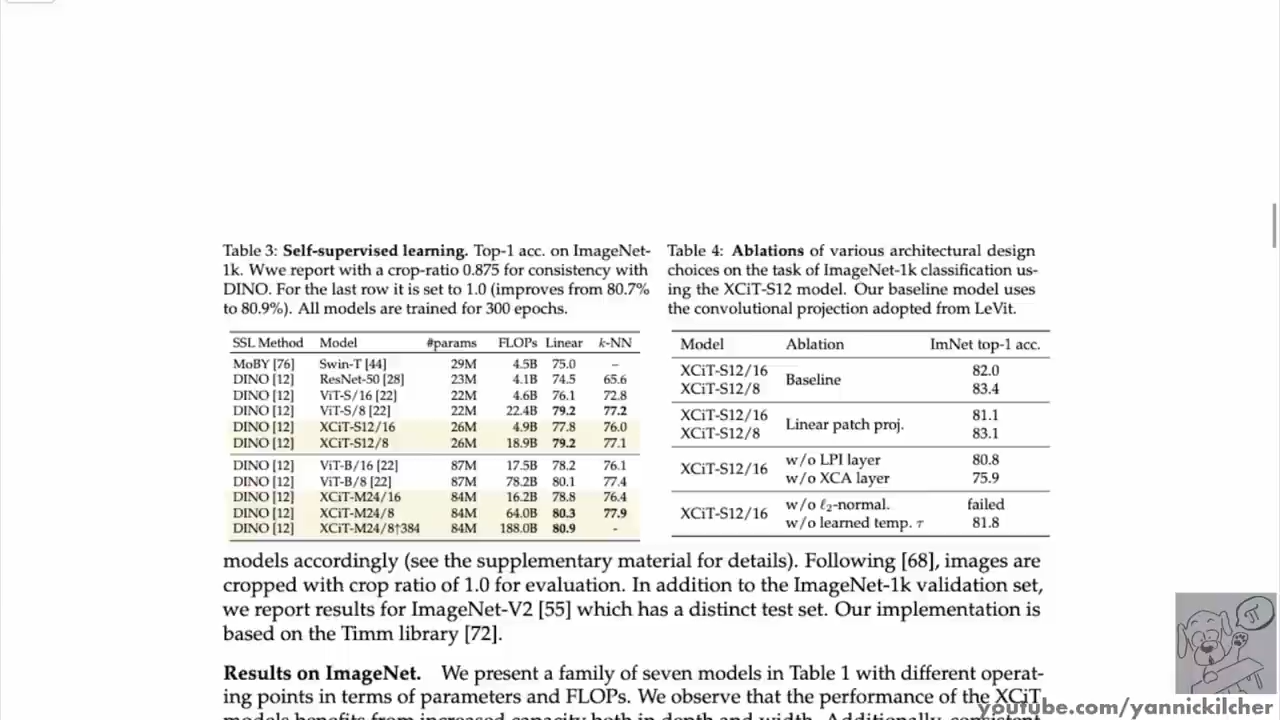 Table 3: Self-supervised learning. Top-1 acc. on ImageNet-
1k. Wwe report with a crop-ratio 0.875 for consistency with
DINO. For the last row it is set to 1.0 (improves from 80.7%
to 80.9%). All models are trained for 300 epochs.
SSL Method Model #params FLOPs Linear k-NN
MoBY [76] Swin-T [44] 29M 4.5B 75.0 –
DINO [12] ResNet-50 [28] 23M 4.1B 74.5 65.6
DINO [12] ViT-S/16 [22] 22M 4.6B 76.1 72.8
DINO [12] ViT-S/8 [22] 22M 22.4B 79.2 77.2
DINO [12] XCiT-S12/16 26M 4.9B 77.8 76.0
DINO [12] XCiT-S12/8 26M 18.9B 79.2 77.1
DINO [12] ViT-B/16 [22] 87M 17.5B 78.2 76.1
DINO [12] ViT-B/8 [22] 87M 78.2B 80.1 77.4
DINO [12] XCiT-M24/16 84M 16.2B 78.8 76.4
DINO [12] XCiT-M24/8 84M 64.0B 80.3 77.9
DINO [12] XCiT-M24/8↑384 84M 188.0B 80.9 -
Table 4: Ablations of various architectural design
choices on the task of ImageNet-1k classification us-
ing the XCiT-S12 model. Our baseline model uses
the convolutional projection adopted from LeVit.
Model Ablation ImNet top-1 acc.
XCiT-S12/16 82.0
Baseline
XCiT-S12/8 83.4
XCiT-S12/16 81.1
Linear patch proj.
XCiT-S12/8 83.1
w/o LPI layer 80.8
XCiT-S12/16
w/o XCA layer 75.9
w/o ℓ2-normal. failed
XCiT-S12/16
w/o learned temp. τ 81.8
models accordingly (see the supplementary material for details). Following [68], images are
cropped with crop ratio of 1.0 for evaluation. In addition to the ImageNet-1k validation set,
we report results for ImageNet-V2 [55] which has a distinct test set. Our implementation is
based on the Timm library [72].
Results on ImageNet. We present a family of seven models in Table 1 with different operat-
ing points in terms of parameters and FLOPs. We observe that the performance of the XCiT
models benefits from increased capacity both in depth and width. Additionally, consistent
π
youtube.com/yannickilcher